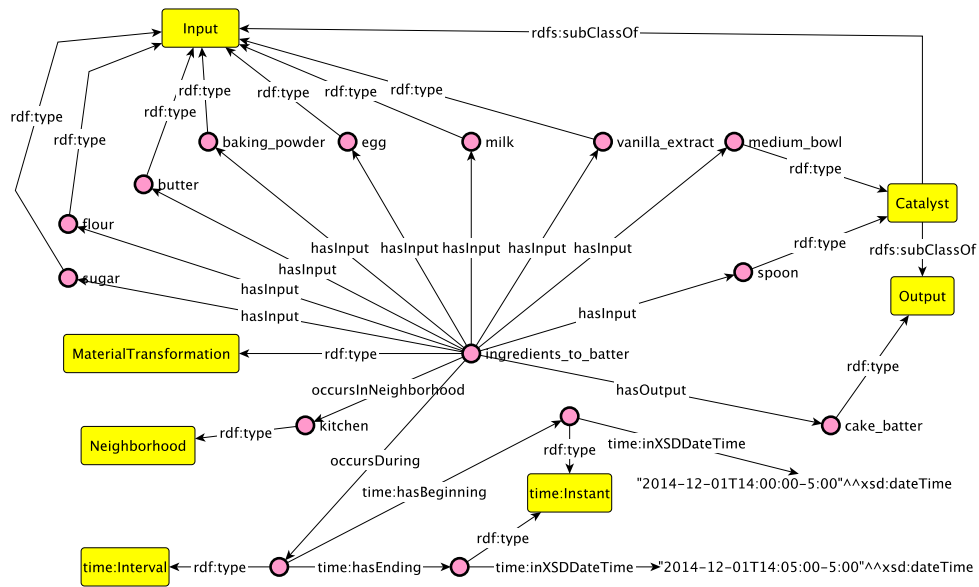 Input
rdfs:subClassOf
rdf:type
rdf:type
rdf:type
rdf:type
rdf:type
rdf:type
rdf:type
baking_powder
egg
milk
vanilla_extract
medium_bowl
rdf:type
butter
Catalyst
flour
rdf:type
hasInput
hasInput
hasInput
hasInput
hasInput
rdfs:subClassOf
sugar
hasInput
spoon
hasInput
Output
hasInput
hasInput
MaterialTransformation
rdf:type
ingredients_to_batter
rdf:type
occursInNeighborhood
hasOutput
kitchen
cake_batter
Neighborhood
rdf:type
time:inXSDDateTime
rdf:type
occursDuring
"2014-12-01T14:00:00-5:00"^^xsd:dateTime
time:hasBeginning
time:Instant
rdf:type
time:Interval
rdf:type
time:hasEnding
time:inXSDDateTime
"2014-12-01T14:05:00-5:00"^^xsd:dateTime